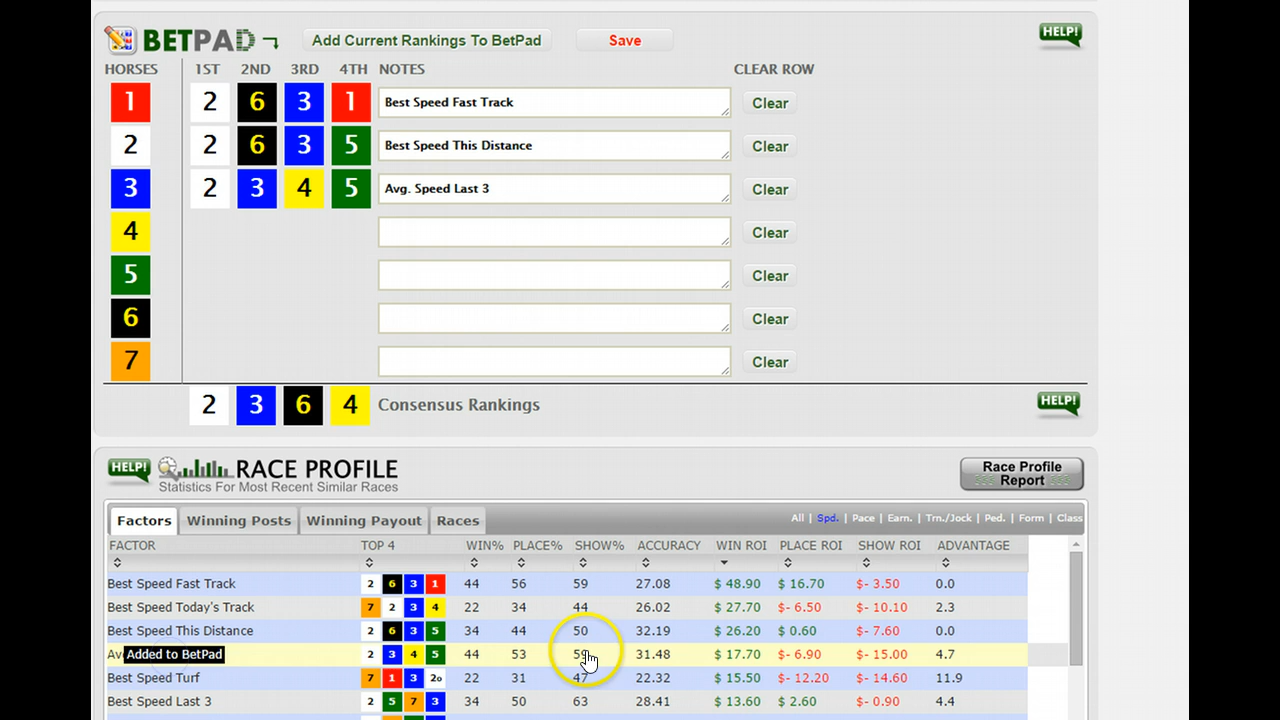 BETPAD Add Current Rankings To BetPad Save HELP!
HORSES 1ST 2ND 3RD 4TH NOTES CLEAR ROW
1 2 6 3 1 Best Speed Fast Track Clear
2 2 6 3 5 Best Speed This Distance Clear
3 2 3 4 5 Avg. Speed Last 3 Clear
4 Clear
5 Clear
6 Clear
7 Clear
2 3 6 4 Consensus Rankings HELP!
HELP! RACE PROFILE Race Profile
Statistics For Most Recent Similar Races Report
Factors Winning Posts Winning Payout Races All | Spd. | Pace | Earn. | Trn./Jock | Ped. | Form | Class
FACTOR TOP 4 WIN% PLACE% SHOW% ACCURACY WIN ROI PLACE ROI SHOW ROI ADVANTAGE
Best Speed Fast Track 2 6 3 1 44 56 59 27.08 $ 48.90 $ 16.70 $- 3.50 0.0
Best Speed Today's Track 7 2 3 4 22 34 44 26.02 $ 27.70 $- 6.50 $- 10.10 2.3
Best Speed This Distance 2 6 3 5 34 44 50 32.19 $ 26.20 $ 0.60 $- 7.60 0.0
Added to BetPad 2 3 4 5 44 53 31.48 $ 17.70 $- 6.90 $- 15.00 4.7
Best Speed Turf 7 1 3 2o 22 31 47 22.32 $ 15.50 $- 12.20 $- 14.60 11.9
Best Speed Last 3 2 5 7 3 34 50 63 28.41 $ 13.60 $ 2.60 $- 0.90 4.4